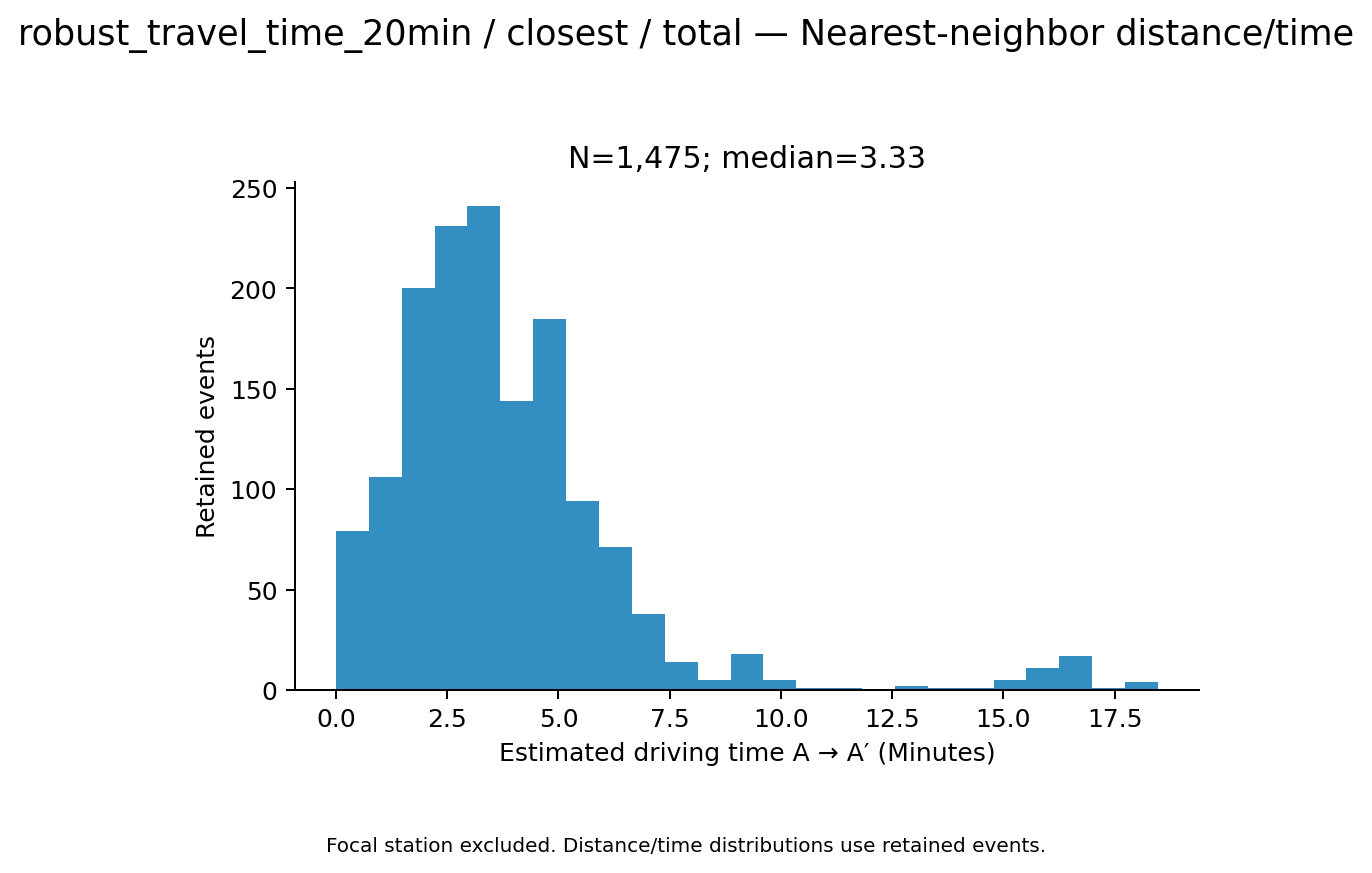 robust_travel_time_20min / closest / total — Nearest-neighbor distance/time
N=1,475; median=3.33
250
200
150
100
50
0
Retained events
0.0 2.5 5.0 7.5 10.0 12.5 15.0 17.5
Estimated driving time A → A′ (Minutes)
Focal station excluded. Distance/time distributions use retained events.